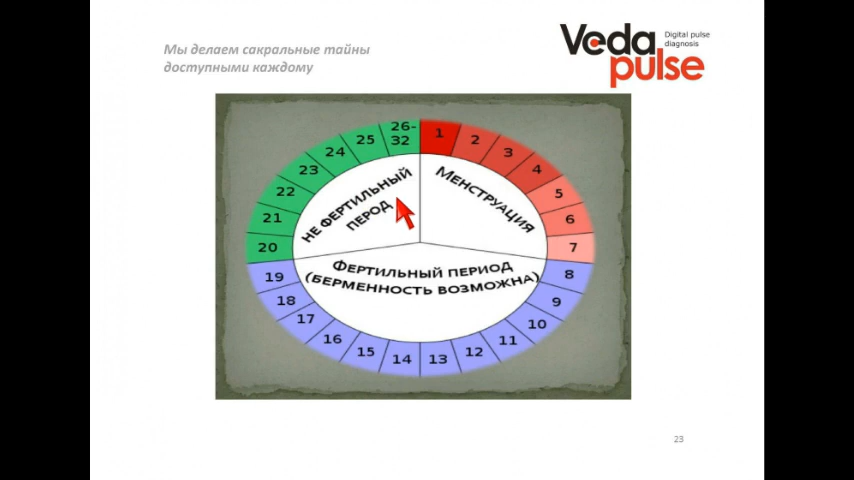 Мы делаем сакральные тайны
доступными каждому
Veda
pulse
Digital pulse
diagnosis
26-
32
1
2
3
4
5
6
7
8
9
10
11
12
13
14
15
16
17
18
19
20
21
22
23
24
25
НЕ ФЕРТИЛЬНЫЙ
ПЕРОД
МЕНСТРУАЦИЯ
ФЕРТИЛЬНЫЙ ПЕРИОД
(БЕРМЕННОСТЬ ВОЗМОЖНА)
23